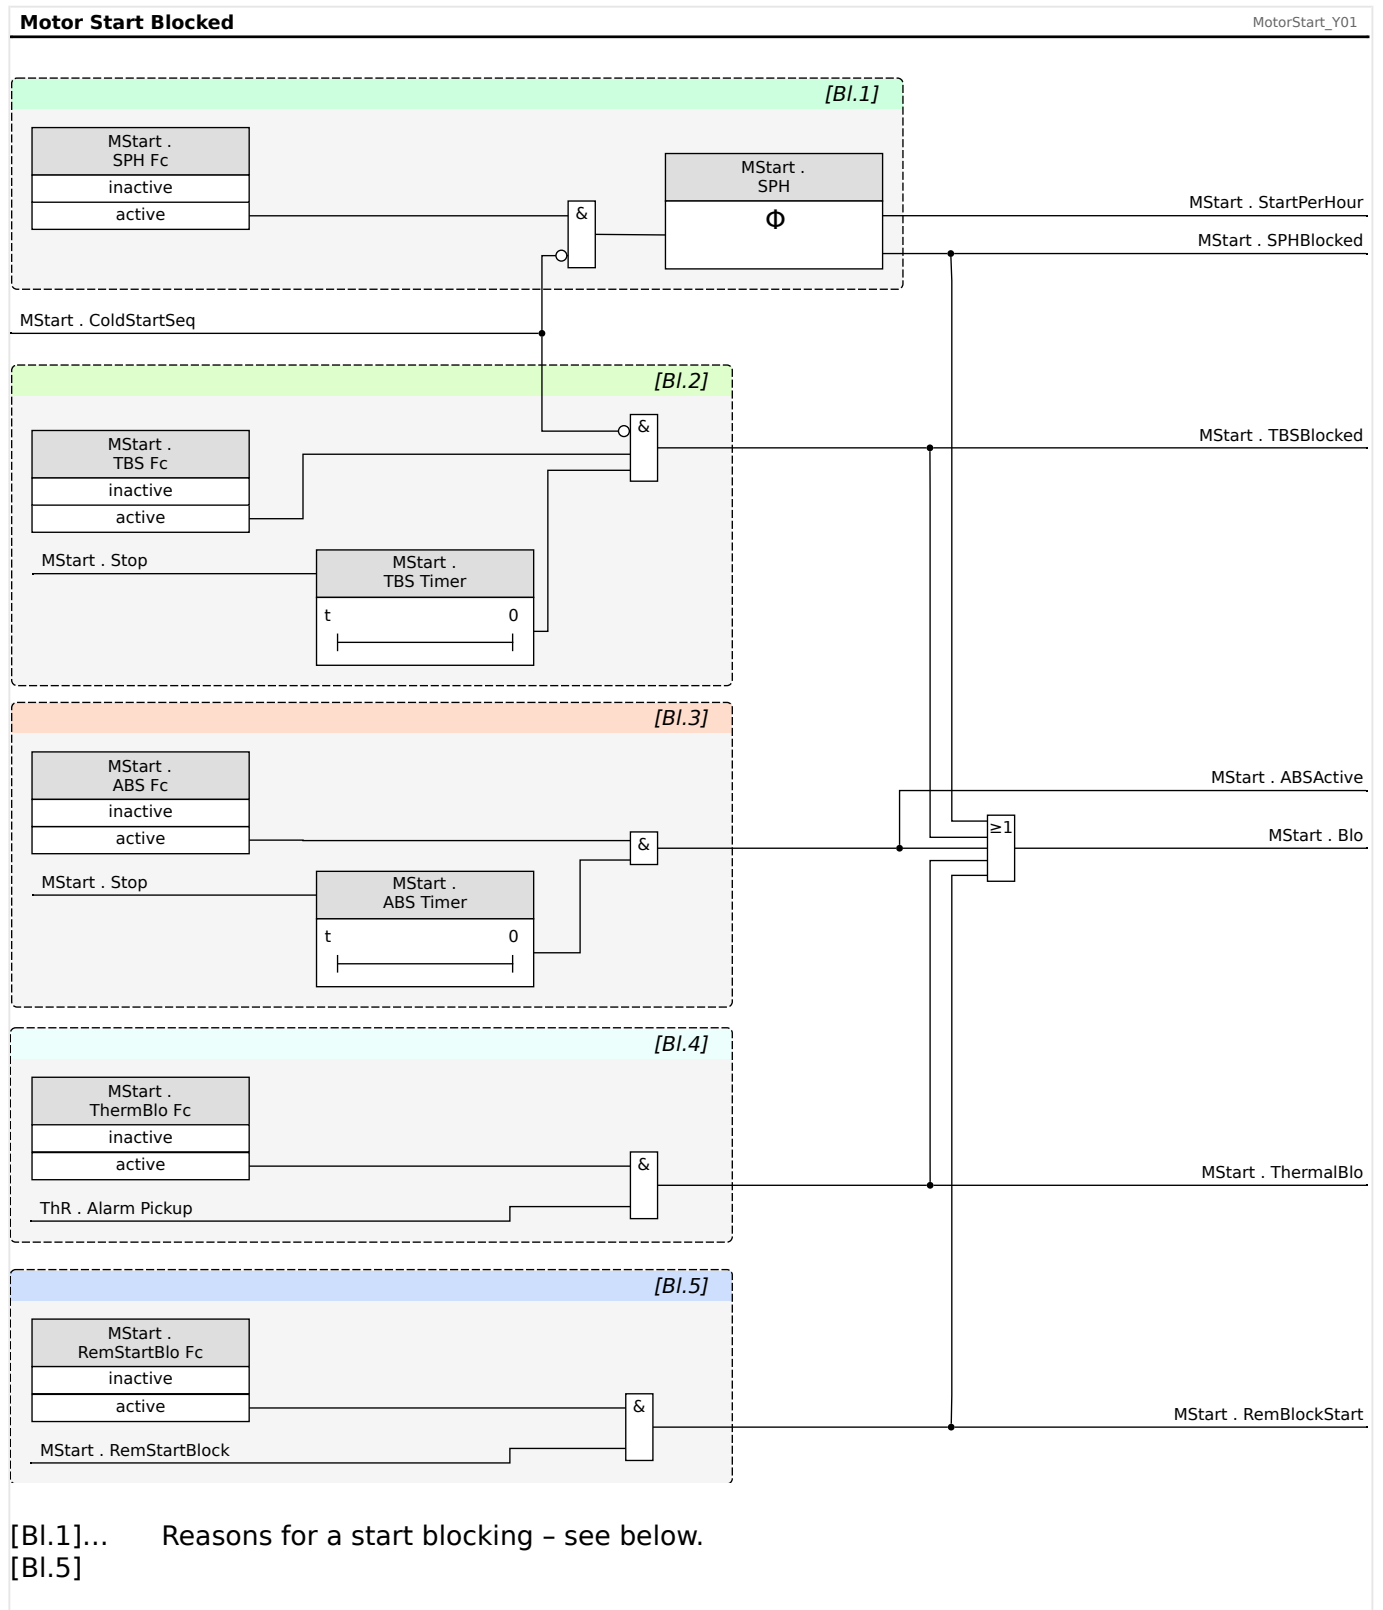 Motor Start Blocked
MotorStart_Y01
[Bl.1]
MStart .
SPH Fc
inactive
active
&
MStart .
SPH
Φ
MStart . StartPerHour
MStart . SPHBlocked
MStart . ColdStartSeq
[Bl.2]
MStart .
TBS Fc
inactive
active
&
MStart . TBSBlocked
MStart . Stop
MStart .
TBS Timer
t 0
[Bl.3]
MStart .
ABS Fc
inactive
active
&
MStart . ABSActive
≥1
MStart . Blo
MStart . Stop
MStart .
ABS Timer
t 0
[Bl.4]
MStart .
ThermBlo Fc
inactive
active
&
MStart . ThermalBlo
ThR . Alarm Pickup
[Bl.5]
MStart .
RemStartBlo Fc
inactive
active
&
MStart . RemBlockStart
MStart . RemStartBlock
[Bl.1]... Reasons for a start blocking – see below.
[Bl.5]